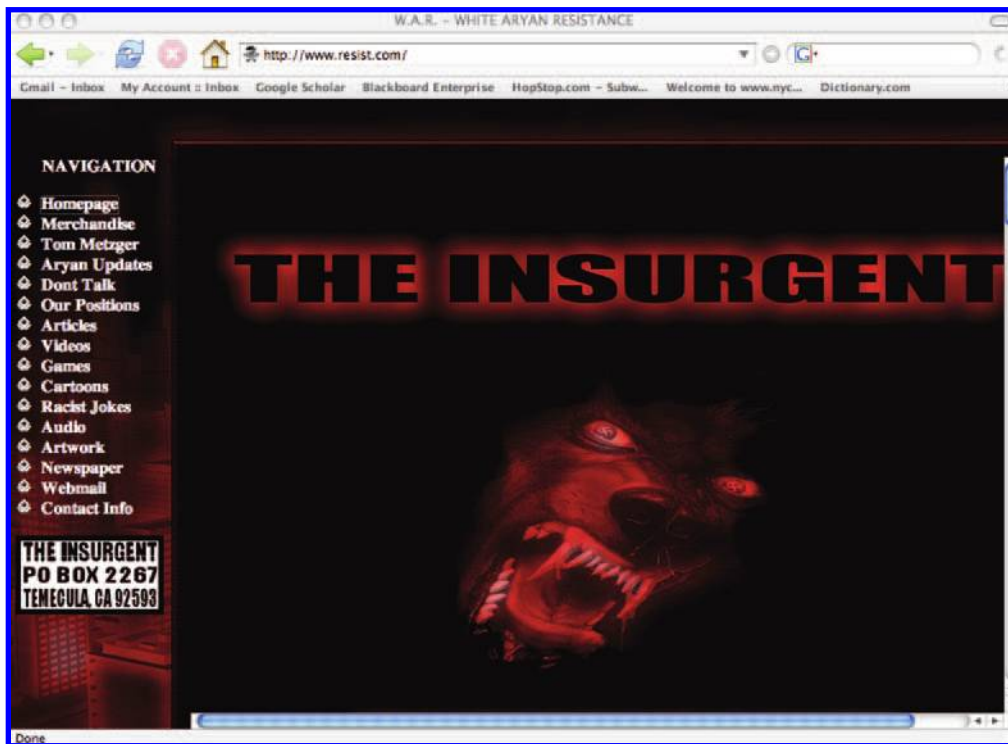 W.A.R. – WHITE ARYAN RESISTANCE
http://www.resist.com/
G
Gmail – Inbox My Account :: Inbox Google Scholar Blackboard Enterprise HopStop.com – Subw... Welcome to www.nyc... Dictionary.com
NAVIGATION
Homepage
Merchandise
Tom Metzger
Aryan Updates
Dont Talk
Our Positions
Articles
Videos
Games
Cartoons
Racist Jokes
Audio
Artwork
Newspaper
Webmail
Contact Info
THE INSURGENT
PO BOX 2267
TEMECULA, CA 92593
THE INSURGENT
Done